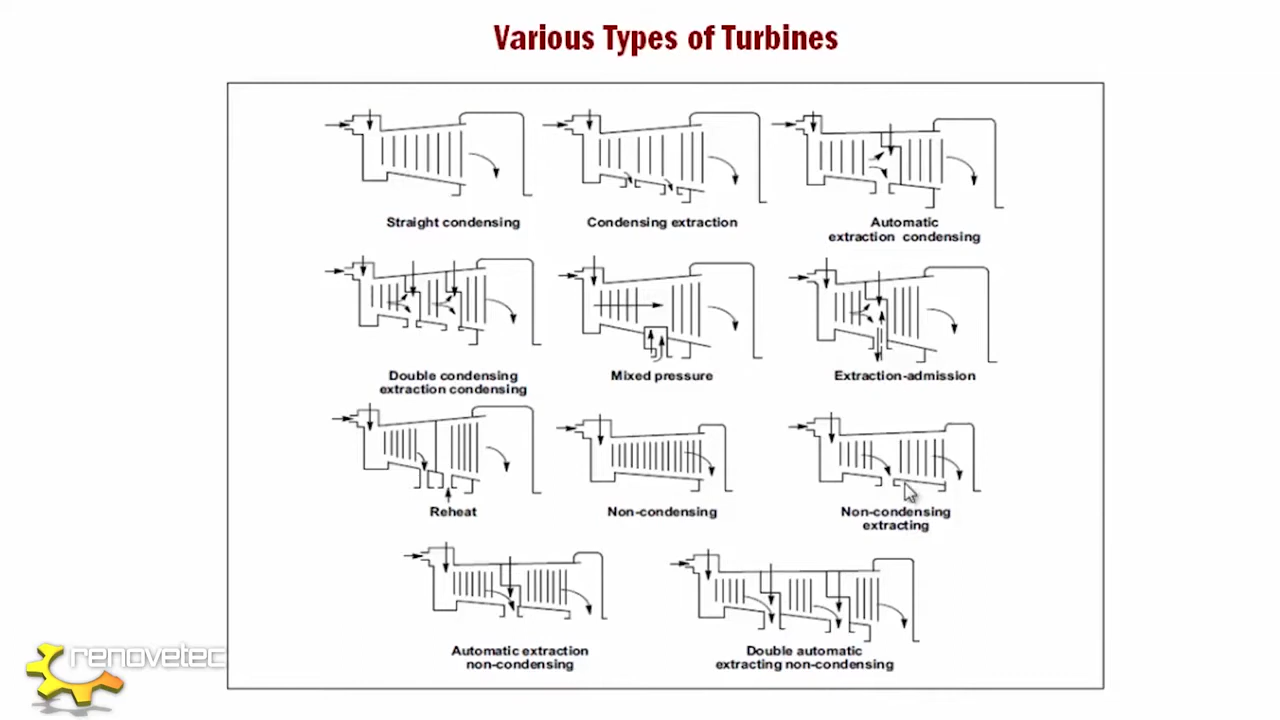 Various Types of Turbines
Straight condensing
Condensing extraction
Automatic
extraction condensing
Double condensing
extraction condensing
Mixed pressure
Extraction-admission
Reheat
Non-condensing
Non-condensing
extracting
Automatic extraction
non-condensing
Double automatic
extracting non-condensing
renovetec